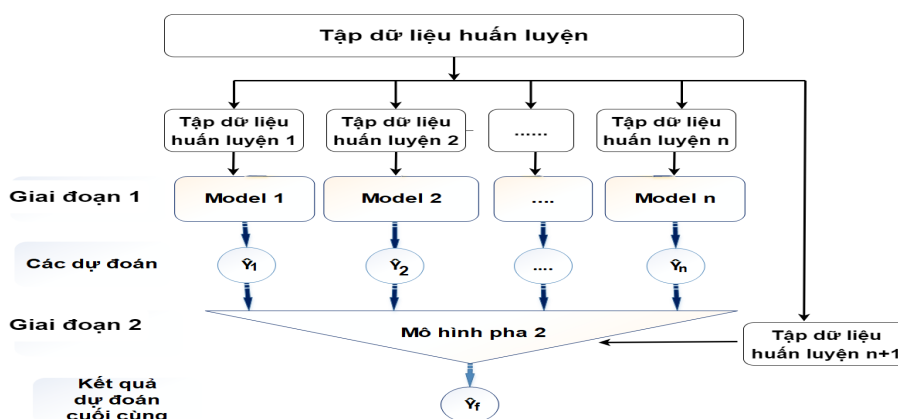 Tập dữ liệu huấn luyện
Tập dữ liệu
huấn luyện 1
Tập dữ liệu
huấn luyện 2
......
Tập dữ liệu
huấn luyện n
Giai đoạn 1
Model 1
Model 2
....
Model n
Các dự đoán
Ŷ1
Ŷ2
....
Ŷn
Giai đoạn 2
Mô hình pha 2
Tập dữ liệu
huấn luyện n+1
Kết quả
dự đoán
cuối cùng
Ŷf